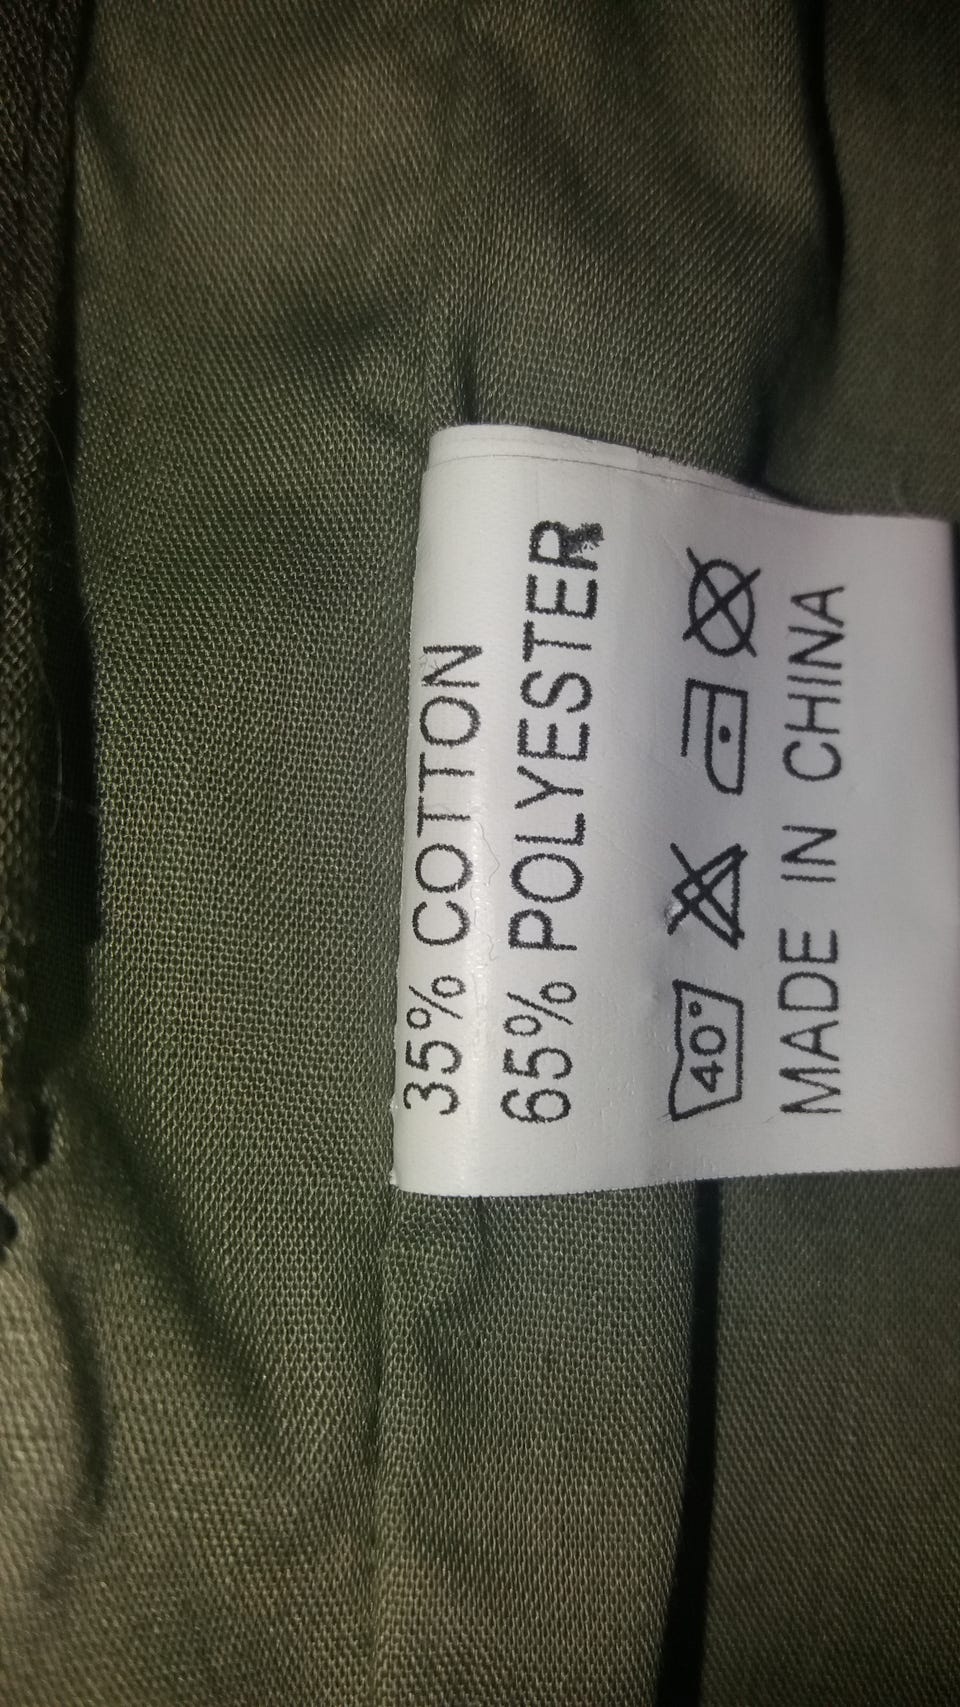 35% COTTON
65% POLYESTER
40°
MADE IN CHINA